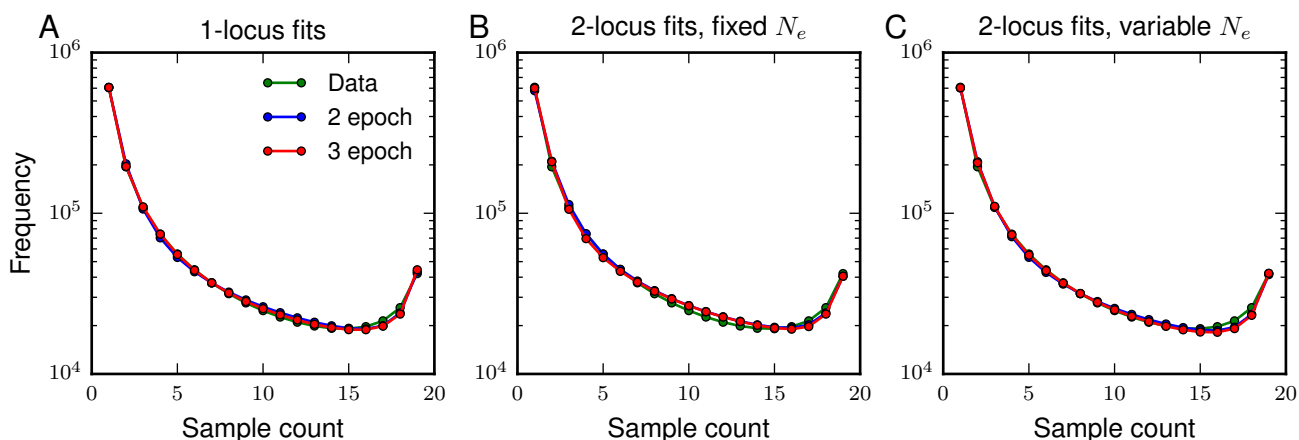 A
1-locus fits
10^6
10^5
10^4
Frequency
Data
2 epoch
3 epoch
0 5 10 15 20
Sample count
B
2-locus fits, fixed N_e
10^6
10^5
10^4
0 5 10 15 20
Sample count
C
2-locus fits, variable N_e
10^6
10^5
10^4
0 5 10 15 20
Sample count